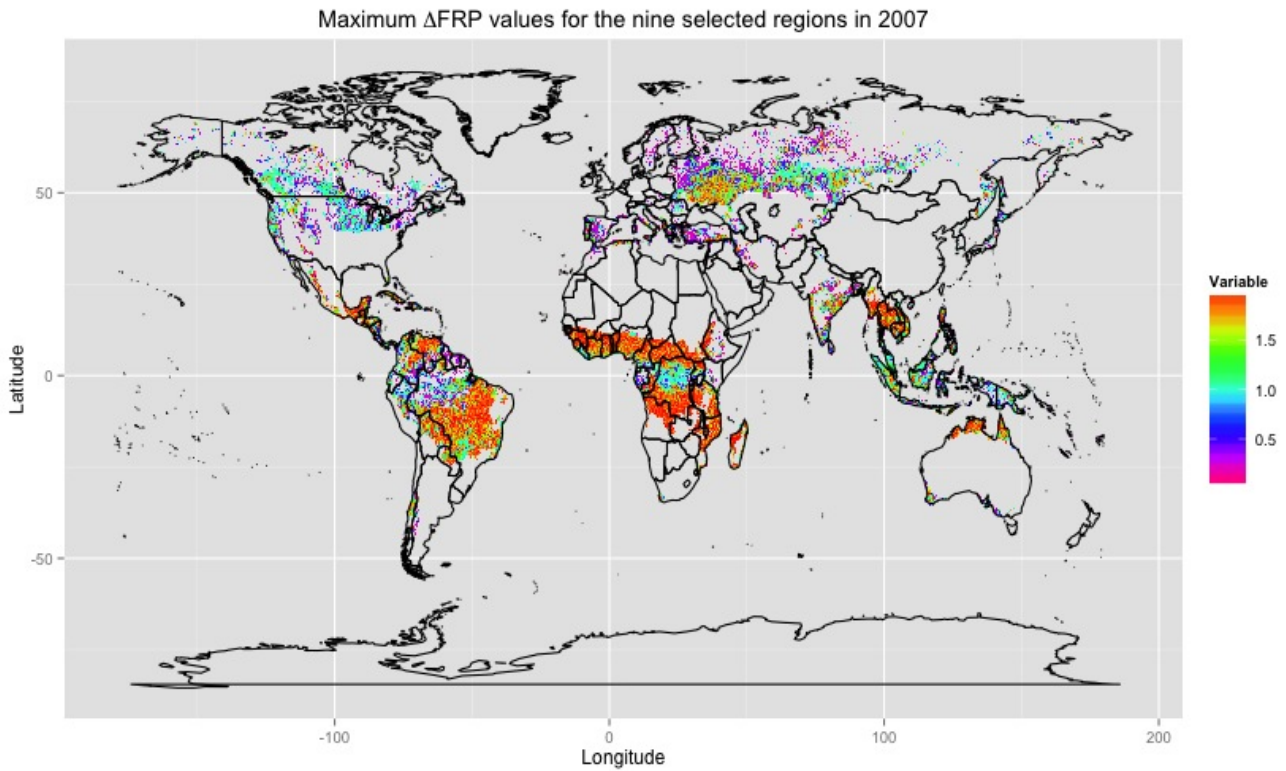 Maximum ΔFRP values for the nine selected regions in 2007
50
0
-50
Latitude
-100
0
100
200
Longitude
Variable
1.5
1.0
0.5